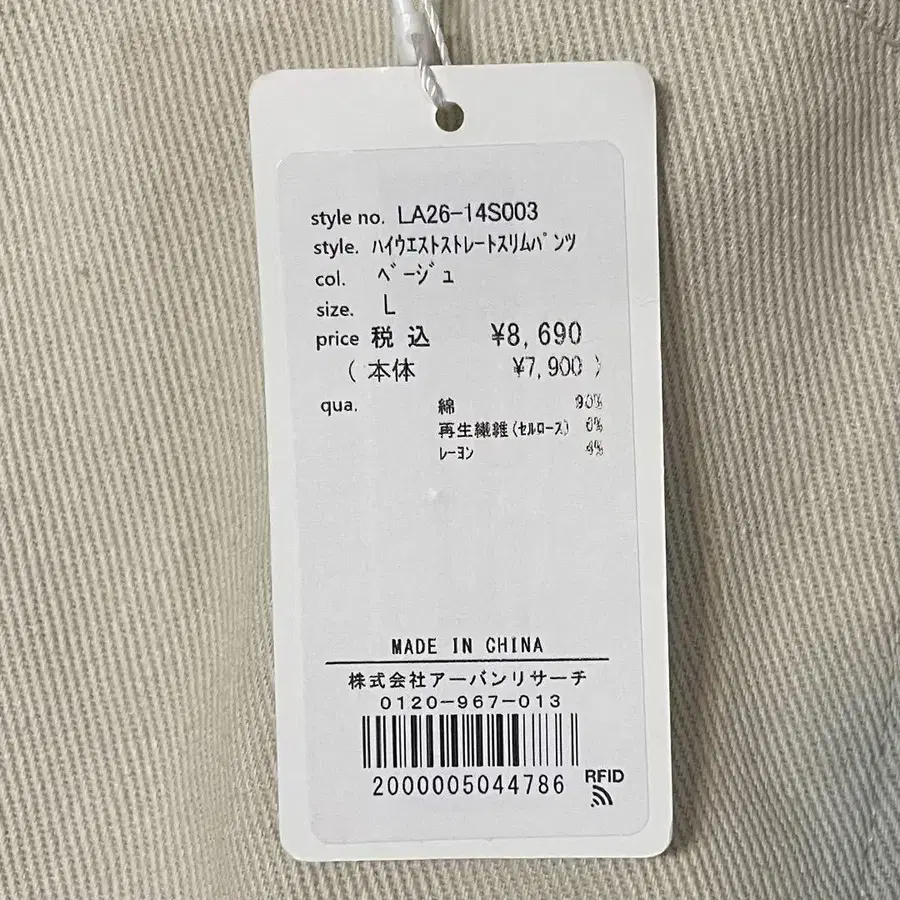 style no. LA26-14S003
style. ﾊｲｳｴｽﾄｽﾄﾚｰﾄｽﾘﾑﾊﾟﾝﾂ
col. ﾍﾞｰｼﾞｭ
size. L
price 税込 ¥8,690
( 本体 ¥7,900 )
qua. 綿 90%
再生繊維(ｾﾙﾛｰｽ) 6%
ﾚｰﾖﾝ 4%
MADE IN CHINA
株式会社アーバンリサーチ
0120-967-013
2000005044786
RFID